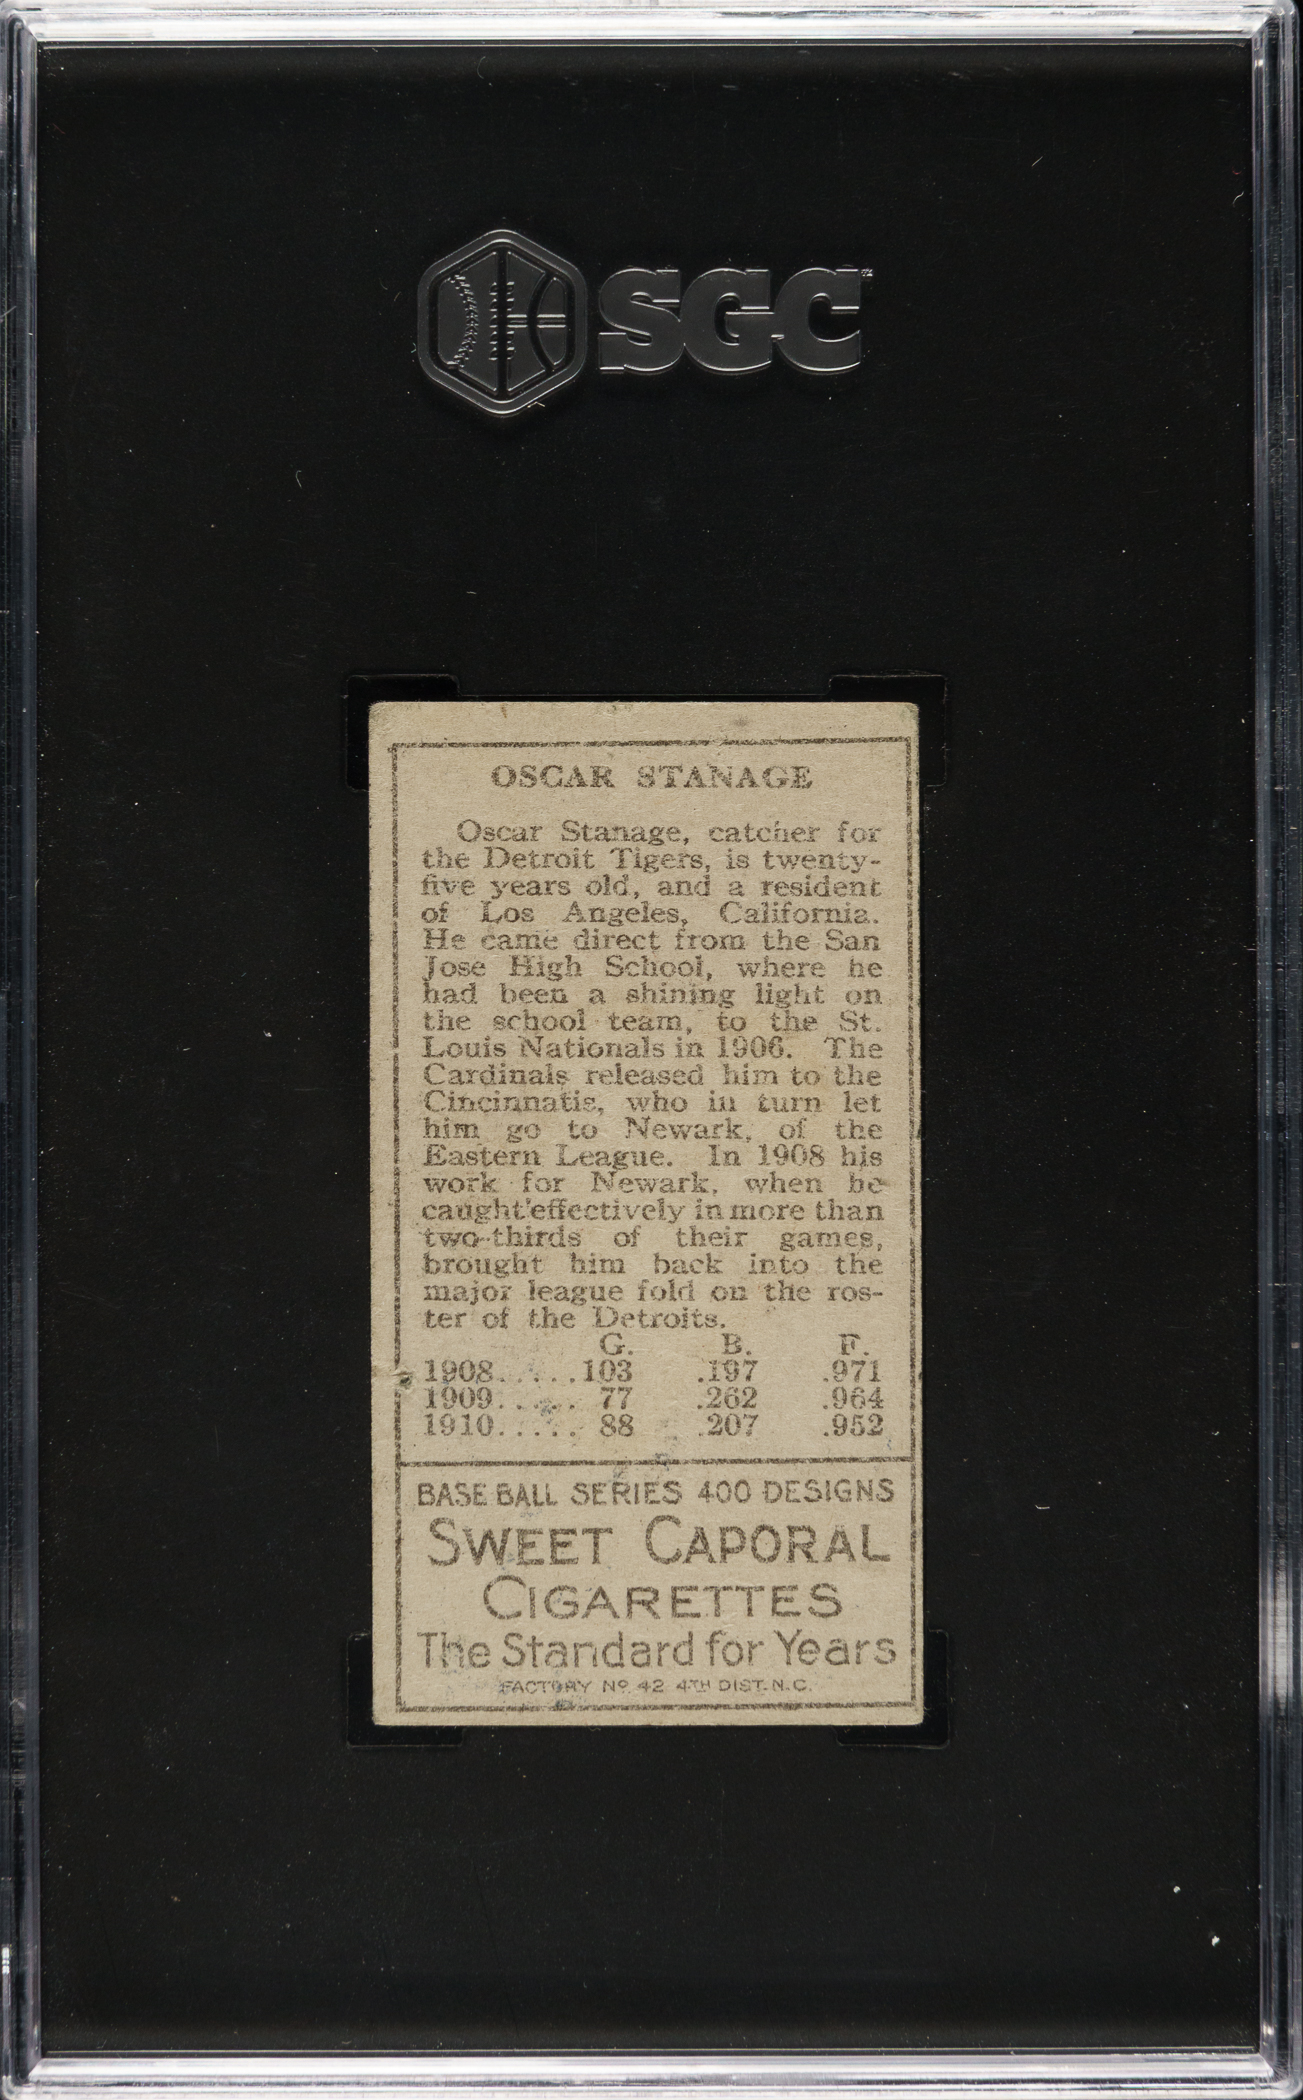 SGC
OSCAR STANAGE
Oscar Stanage, catcher for
the Detroit Tigers, is twenty-
five years old, and a resident
of Los Angeles, California.
He came direct from the San
Jose High School, where he
had been a shining light on
the school team, to the St.
Louis Nationals in 1906. The
Cardinals released him to the
Cincinnatis, who in turn let
him go to Newark, of the
Eastern League. In 1908 his
work for Newark, when he
caught effectively in more than
two-thirds of their games,
brought him back into the
major league fold on the ros-
ter of the Detroits.
G. B. F.
1908......103 .197 .971
1909...... 77 .262 .964
1910...... 88 .207 .952
BASE BALL SERIES 400 DESIGNS
SWEET CAPORAL
CIGARETTES
The Standard for Years
FACTORY Nº 42 4TH DIST. N.C.